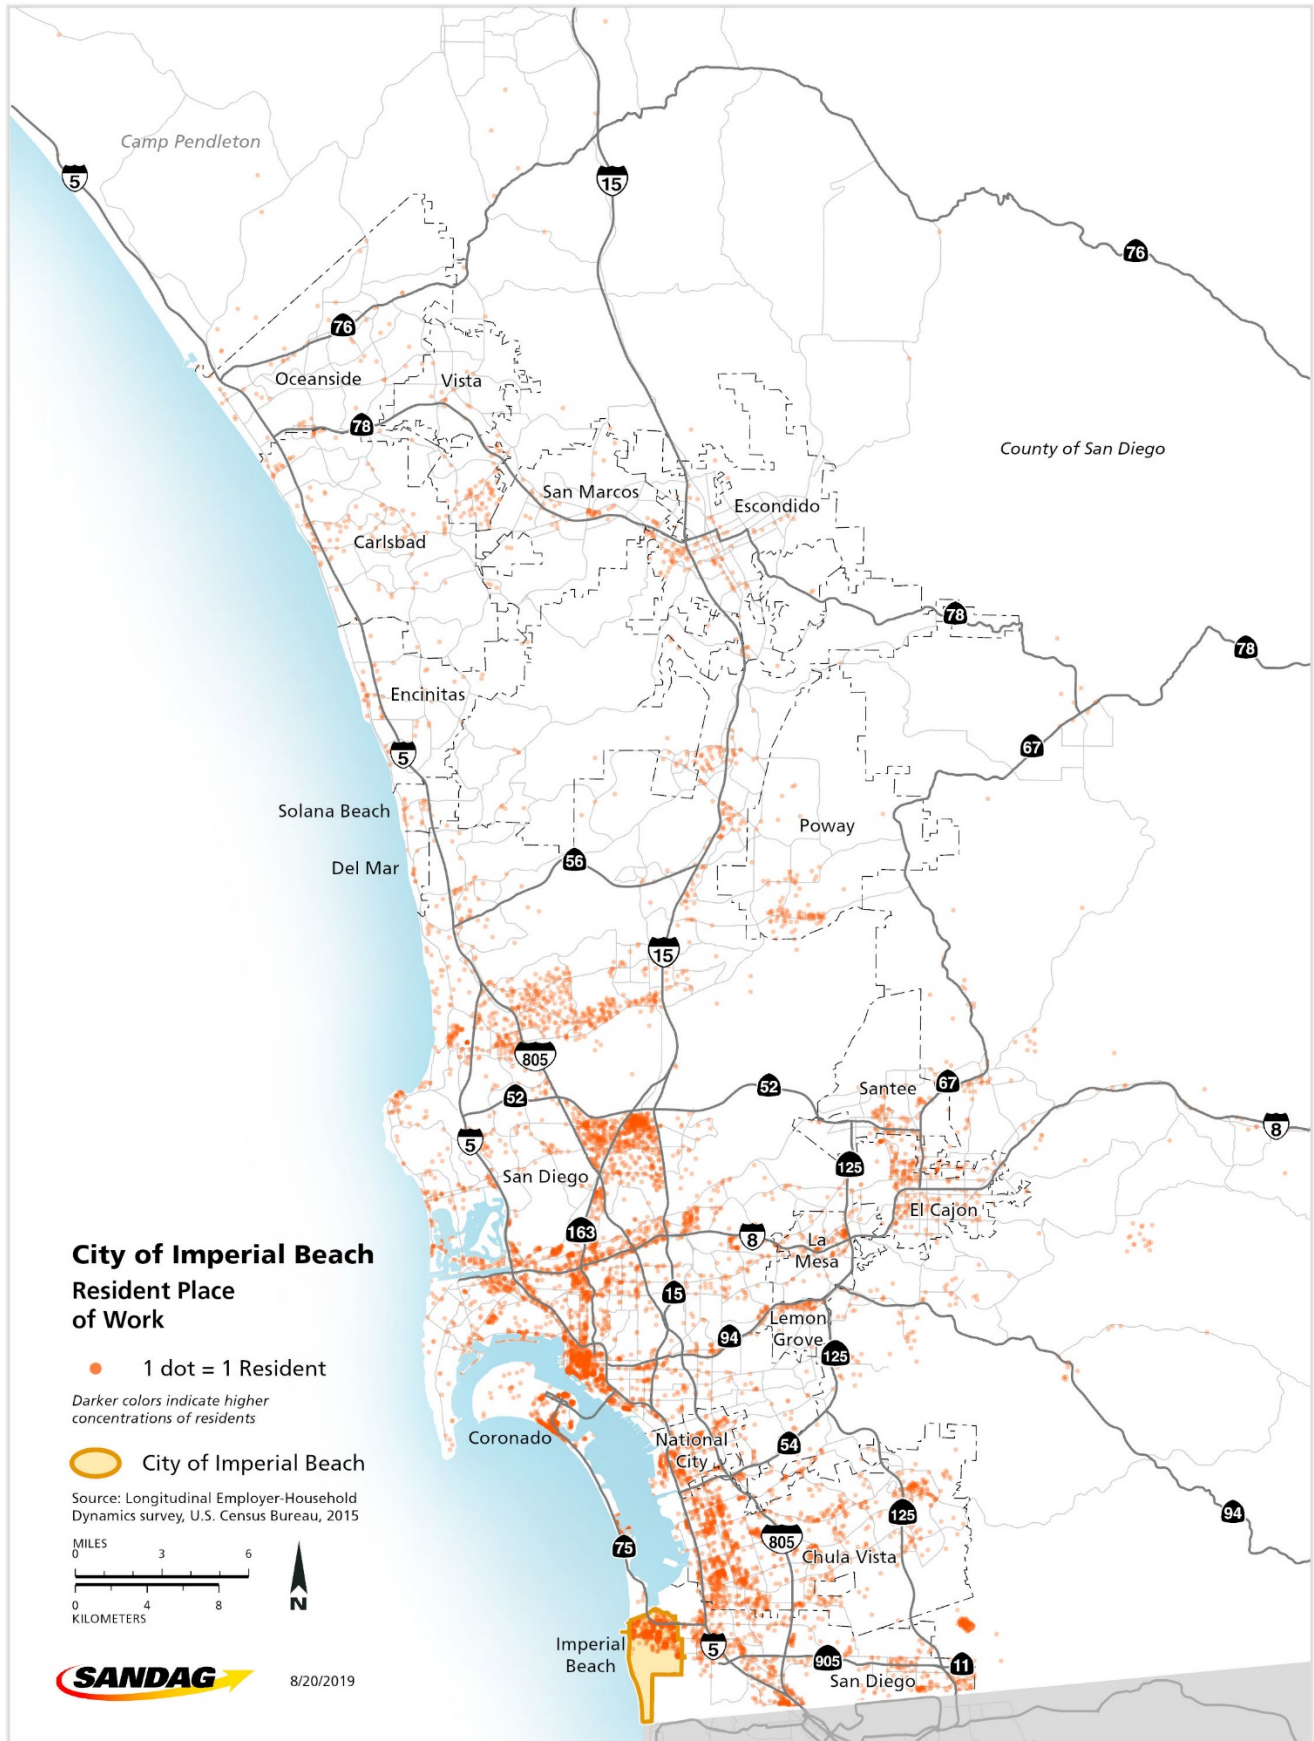 Camp Pendleton
5
15
76
76
Oceanside
Vista
78
County of San Diego
San Marcos
Escondido
Carlsbad
78
78
Encinitas
67
5
Solana Beach
Poway
Del Mar
56
15
805
52
52
Santee
67
5
8
125
San Diego
El Cajon
163
8
La
Mesa
15
Lemon
Grove
94
125
Coronado
National
City
54
125
94
75
805
Chula Vista
Imperial
Beach
5
905
11
San Diego
City of Imperial Beach
Resident Place
of Work
1 dot = 1 Resident
Darker colors indicate higher
concentrations of residents
City of Imperial Beach
Source: Longitudinal Employer-Household
Dynamics survey, U.S. Census Bureau, 2015
MILES
0 3 6
0 4 8
KILOMETERS
N
SANDAG
8/20/2019